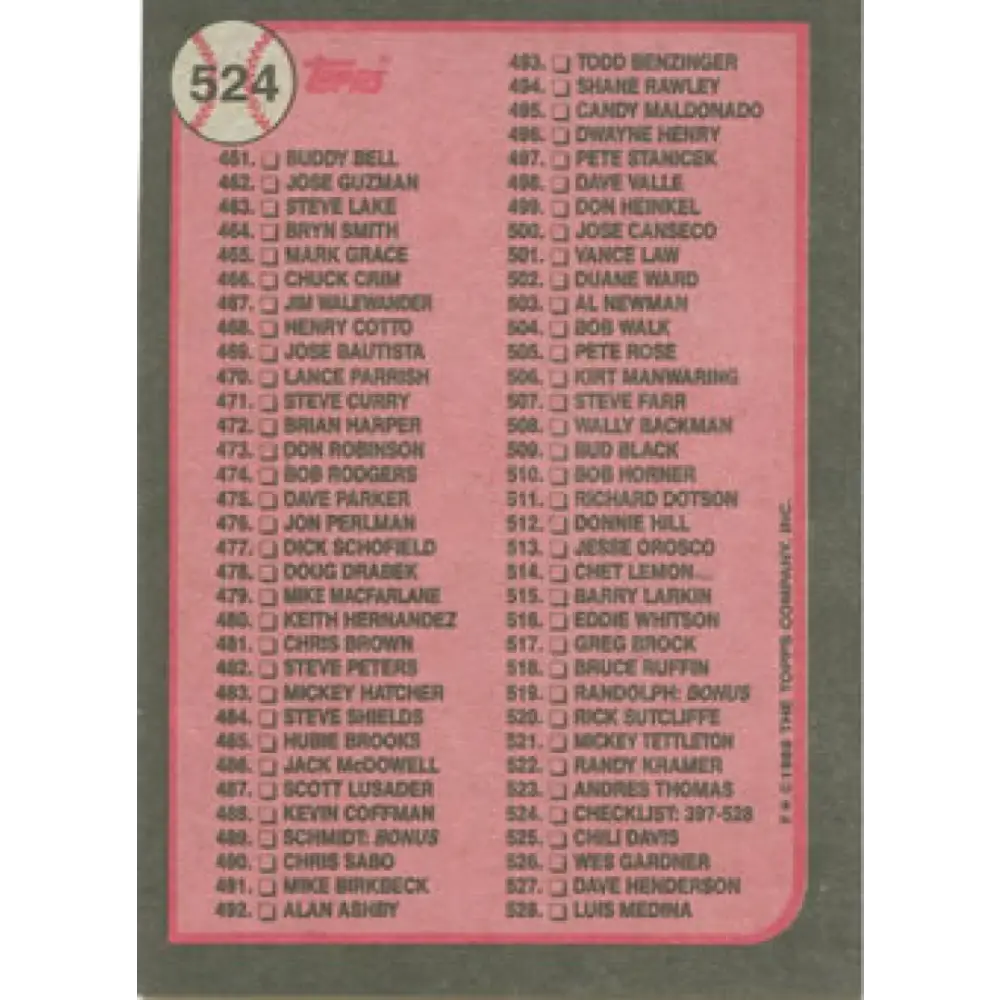 524
TOPPS®
461. BUDDY BELL
462. JOSE GUZMAN
463. STEVE LAKE
464. BRYN SMITH
465. MARK GRACE
466. CHUCK CRIM
467. JIM WALEWANDER
468. HENRY COTTO
469. JOSE BAUTISTA
470. LANCE PARRISH
471. STEVE CURRY
472. BRIAN HARPER
473. DON ROBINSON
474. BOB RODGERS
475. DAVE PARKER
476. JON PERLMAN
477. DICK SCHOFIELD
478. DOUG DRABEK
479. MIKE MACFARLANE
480. KEITH HERNANDEZ
481. CHRIS BROWN
482. STEVE PETERS
483. MICKEY HATCHER
484. STEVE SHIELDS
485. HUBIE BROOKS
486. JACK McDOWELL
487. SCOTT LUSADER
488. KEVIN COFFMAN
489. SCHMIDT: BONUS
490. CHRIS SABO
491. MIKE BIRKBECK
492. ALAN ASHBY
493. TODD BENZINGER
494. SHANE RAWLEY
495. CANDY MALDONADO
496. DWAYNE HENRY
497. PETE STANICEK
498. DAVE VALLE
499. DON HEINKEL
500. JOSE CANSECO
501. VANCE LAW
502. DUANE WARD
503. AL NEWMAN
504. BOB WALK
505. PETE ROSE
506. KIRT MANWARING
507. STEVE FARR
508. WALLY BACKMAN
509. BUD BLACK
510. BOB HORNER
511. RICHARD DOTSON
512. DONNIE HILL
513. JESSE OROSCO
514. CHET LEMON
515. BARRY LARKIN
516. EDDIE WHITSON
517. GREG BROCK
518. BRUCE RUFFIN
519. RANDOLPH: BONUS
520. RICK SUTCLIFFE
521. MICKEY TETTLETON
522. RANDY KRAMER
523. ANDRES THOMAS
524. CHECKLIST: 397-528
525. CHILI DAVIS
526. WES GARDNER
527. DAVE HENDERSON
528. LUIS MEDINA
© 1988 THE TOPPS COMPANY, INC.